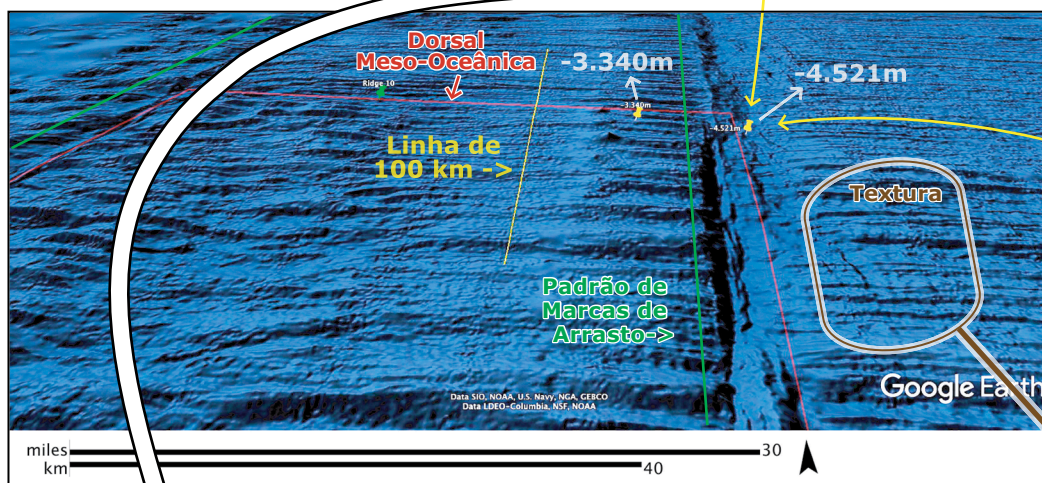 Dorsal
Meso-Oceânica
-3.340m
-4.521m
Ridge 10
-3.340m
-4.521m
Linha de
100 km ->
Textura
Padrão de
Marcas de
Arrasto->
Google Earth
Data SIO, NOAA, U.S. Navy, NGA, GEBCO
Data LDEO-Columbia, NSF, NOAA
miles
30
km
40